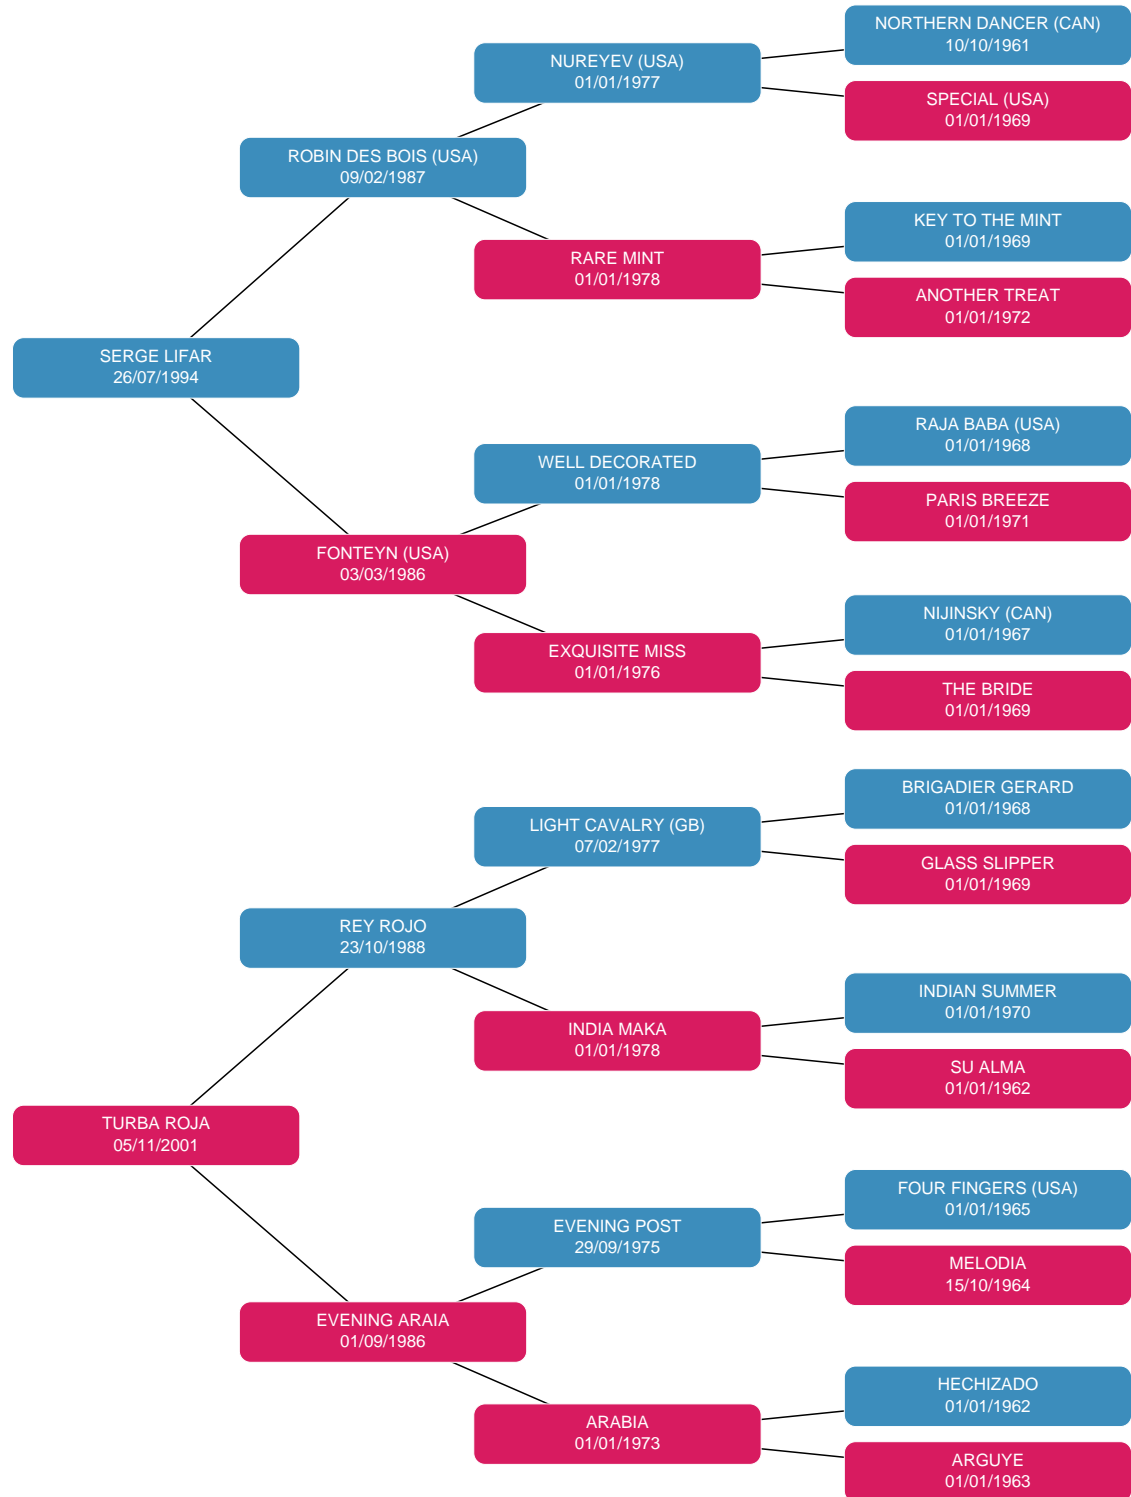 NORTHERN DANCER (CAN)
10/10/1961
NUREYEV (USA)
01/01/1977
SPECIAL (USA)
01/01/1969
ROBIN DES BOIS (USA)
09/02/1987
KEY TO THE MINT
01/01/1969
RARE MINT
01/01/1978
ANOTHER TREAT
01/01/1972
SERGE LIFAR
26/07/1994
RAJA BABA (USA)
01/01/1968
WELL DECORATED
01/01/1978
PARIS BREEZE
01/01/1971
FONTEYN (USA)
03/03/1986
NIJINSKY (CAN)
01/01/1967
EXQUISITE MISS
01/01/1976
THE BRIDE
01/01/1969
BRIGADIER GERARD
01/01/1968
LIGHT CAVALRY (GB)
07/02/1977
GLASS SLIPPER
01/01/1969
REY ROJO
23/10/1988
INDIAN SUMMER
01/01/1970
INDIA MAKA
01/01/1978
SU ALMA
01/01/1962
TURBA ROJA
05/11/2001
FOUR FINGERS (USA)
01/01/1965
EVENING POST
29/09/1975
MELODIA
15/10/1964
EVENING ARAIA
01/09/1986
HECHIZADO
01/01/1962
ARABIA
01/01/1973
ARGUYE
01/01/1963